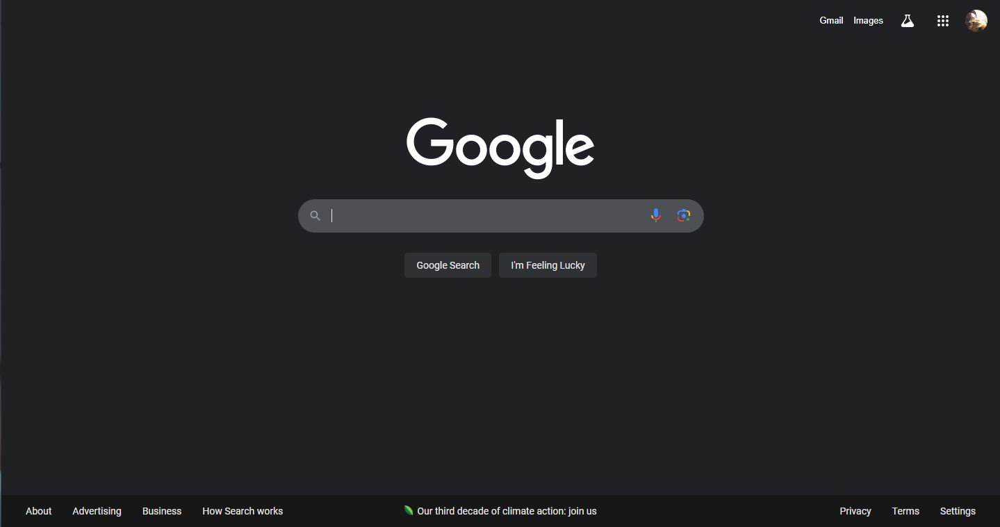 Gmail Images
Google
Google Search I'm Feeling Lucky
About Advertising Business How Search works Our third decade of climate action: join us Privacy Terms Settings